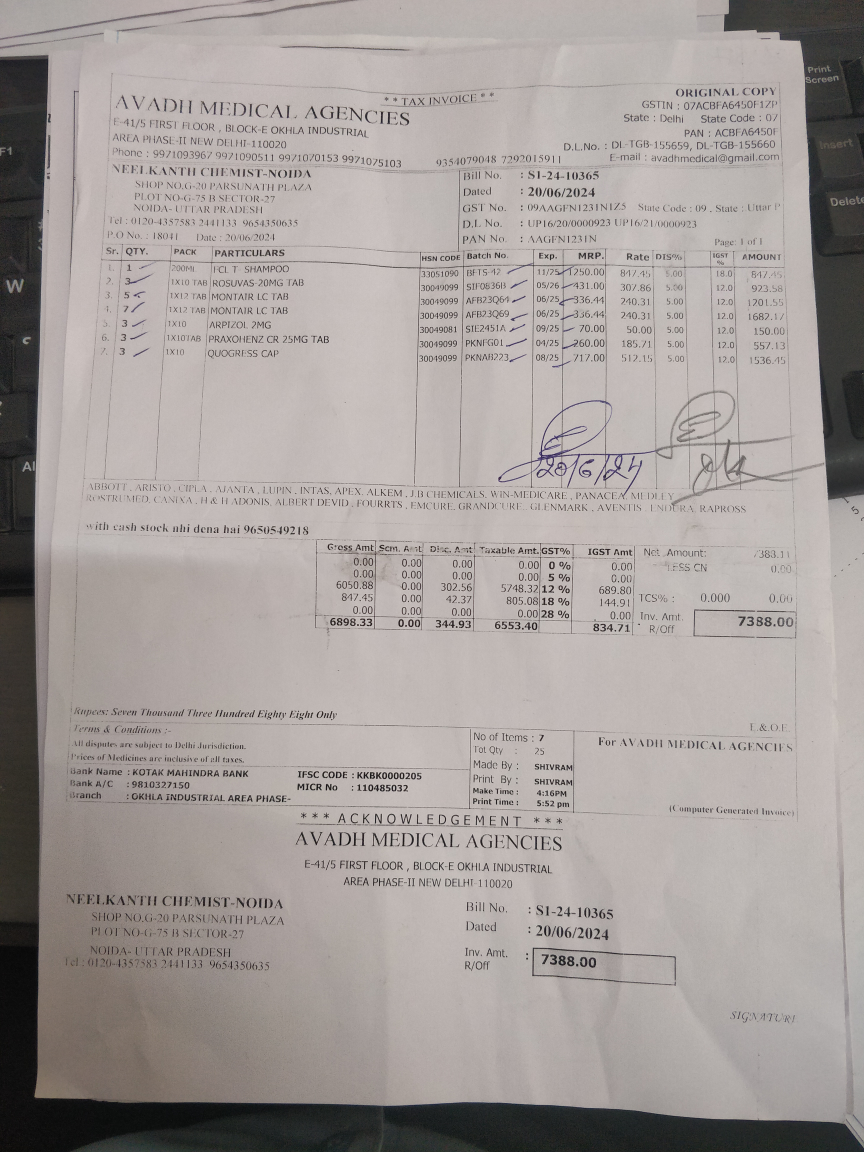 * * TAX INVOICE * *
ORIGINAL COPY
AVADH MEDICAL AGENCIES
GSTIN : 07ACBFA6450F1ZP
E-41/5 FIRST FLOOR , BLOCK-E OKHLA INDUSTRIAL
State : Delhi State Code : 07
AREA PHASE-II NEW DELHI-110020
PAN : ACBFA6450F
D.L.No. : DL-TGB-155659, DL-TGB-155660
Phone : 9971093967 9971090511 9971070153 9971075103 9354079048 7292015911
E-mail : avadhmedical@gmail.com
NEELKANTH CHEMIST-NOIDA
SHOP NO.G-20 PARSUNATH PLAZA
PLOT NO-G-75 B SECTOR-27
NOIDA- UTTAR PRADESH
Tel : 0120-4357583 2441133 9654350635
P.O No. : 18041 Date : 20/06/2024
Bill No. : S1-24-10365
Dated : 20/06/2024
GST No. : 09AAGFN1231N1Z5 State Code : 09 , State : Uttar P
D.L No. : UP16/20/0000923 UP16/21/0000923
PAN No. : AAGFN1231N
Page: 1 of 1
Sr. QTY. PACK PARTICULARS HSN CODE Batch No. Exp. MRP. Rate DIS% IGST % AMOUNT
1. 1 200ML FCL T- SHAMPOO 33051090 BFTS-42 11/25 1250.00 847.45 5.00 18.0 847.45
2. 3 1X10 TAB ROSUVAS-20MG TAB 30049099 SIF0836B 05/26 431.00 307.86 5.00 12.0 923.58
3. 5 1X12 TAB MONTAIR LC TAB 30049099 AFB23Q64 06/25 336.44 240.31 5.00 12.0 1201.55
4. 7 1X12 TAB MONTAIR LC TAB 30049099 AFB23Q69 06/25 336.44 240.31 5.00 12.0 1682.17
5. 3 1X10 ARPIZOL 2MG 30049081 SIE2451A 09/25 70.00 50.00 5.00 12.0 150.00
6. 3 1X10TAB PRAXOHENZ CR 25MG TAB 30049099 PKNFG01 04/25 260.00 185.71 5.00 12.0 557.13
7. 3 1X10 QUOGRESS CAP 30049099 PKNAB223 08/25 717.00 512.15 5.00 12.0 1536.45
20/6/24
ABBOTT , ARISTO , CIPLA , AJANTA , LUPIN , INTAS, APEX, ALKEM , J.B CHEMICALS, WIN-MEDICARE , PANACEA, MEDLEY
ROSTRUMED, CANIXA , H & H ADONIS, ALBERT DEVID , FOURRTS , EMCURE, GRANDCURE, GLENMARK , AVENTIS , ENDURA, RAPROSS
with cash stock nhi dena hai 9650549218
Gross Amt Scm. Amt Disc. Amt Taxable Amt. GST% IGST Amt
0.00 0.00 0.00 0.00 0 % 0.00
0.00 0.00 0.00 0.00 5 % 0.00
6050.88 0.00 302.56 5748.32 12 % 689.80
847.45 0.00 42.37 805.08 18 % 144.91
0.00 0.00 0.00 0.00 28 % 0.00
6898.33 0.00 344.93 6553.40 834.71
Net Amount: 7388.11
LESS CN 0.00
TCS% : 0.000 0.00
Inv. Amt. : 7388.00
R/Off
Rupees: Seven Thousand Three Hundred Eighty Eight Only
E.&.O.E
Terms & Conditions :-
All disputes are subject to Delhi Jurisdiction.
Prices of Medicines are inclusive of all taxes.
Bank Name : KOTAK MAHINDRA BANK IFSC CODE : KKBK0000205
Bank A/C : 9810327150 MICR No : 110485032
Branch : OKHLA INDUSTRIAL AREA PHASE-
No of Items : 7
Tot Qty : 25
Made By : SHIVRAM
Print By : SHIVRAM
Make Time : 4:16PM
Print Time : 5:52 pm
For AVADH MEDICAL AGENCIES
(Computer Generated Invoice)
* * * ACKNOWLEDGEMENT * * *
AVADH MEDICAL AGENCIES
E-41/5 FIRST FLOOR , BLOCK-E OKHLA INDUSTRIAL
AREA PHASE-II NEW DELHI-110020
NEELKANTH CHEMIST-NOIDA
SHOP NO.G-20 PARSUNATH PLAZA
PLOT NO-G-75 B SECTOR-27
NOIDA- UTTAR PRADESH
Tel : 0120-4357583 2441133 9654350635
Bill No. : S1-24-10365
Dated : 20/06/2024
Inv. Amt. : 7388.00
R/Off
SIGNATURE
Print
Screen
Insert
Delete
F1
W
C
Al